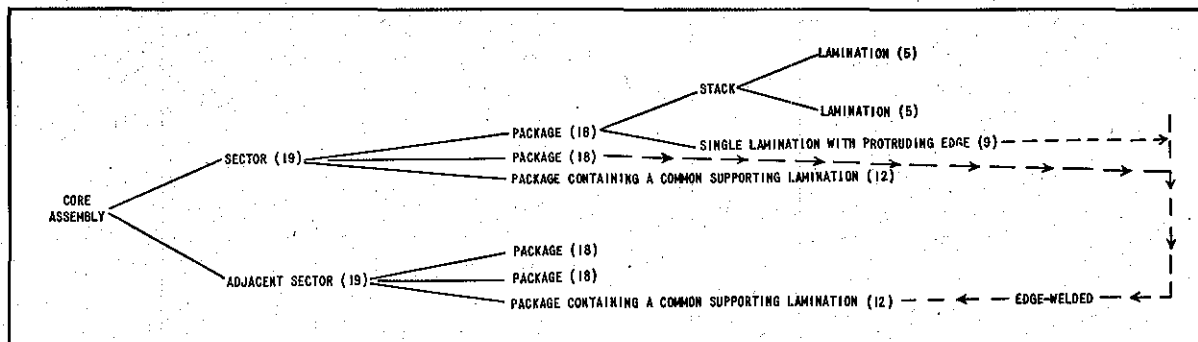 LAMINATION (5)
STACK
LAMINATION (5)
PACKAGE (18)
SINGLE LAMINATION WITH PROTRUDING EDGE (9)
SECTOR (19)
PACKAGE (18)
PACKAGE CONTAINING A COMMON SUPPORTING LAMINATION (12)
CORE
ASSEMBLY
PACKAGE (18)
ADJACENT SECTOR (19)
PACKAGE (18)
PACKAGE CONTAINING A COMMON SUPPORTING LAMINATION (12)
EDGE-WELDED